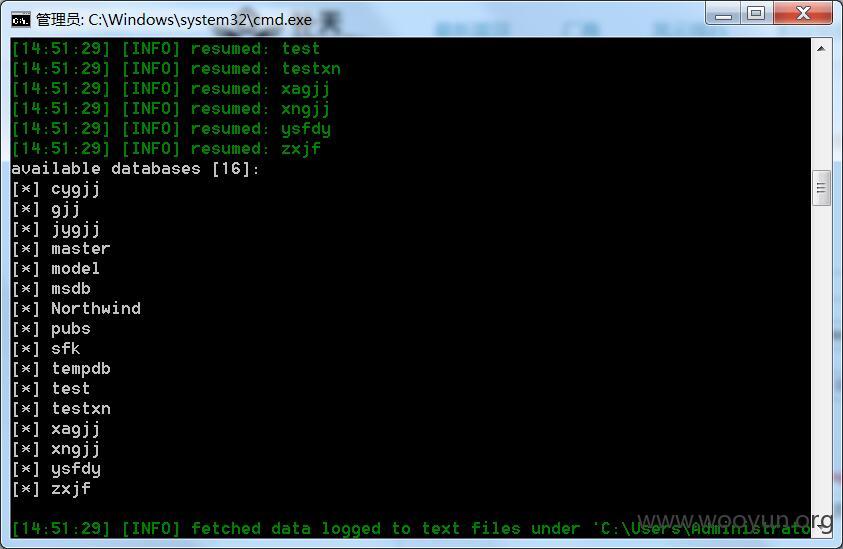 管理员: C:\Windows\system32\cmd.exe
[14:51:29] [INFO] resumed: test
[14:51:29] [INFO] resumed: testxn
[14:51:29] [INFO] resumed: xagjj
[14:51:29] [INFO] resumed: xngjj
[14:51:29] [INFO] resumed: ysfdy
[14:51:29] [INFO] resumed: zxjf
available databases [16]:
[*] cygjj
[*] gjj
[*] jygjj
[*] master
[*] model
[*] msdb
[*] Northwind
[*] pubs
[*] sfk
[*] tempdb
[*] test
[*] testxn
[*] xagjj
[*] xngjj
[*] ysfdy
[*] zxjf
[14:51:29] [INFO] fetched data logged to text files under 'C:\Users\Administrato
www.wooyun.org